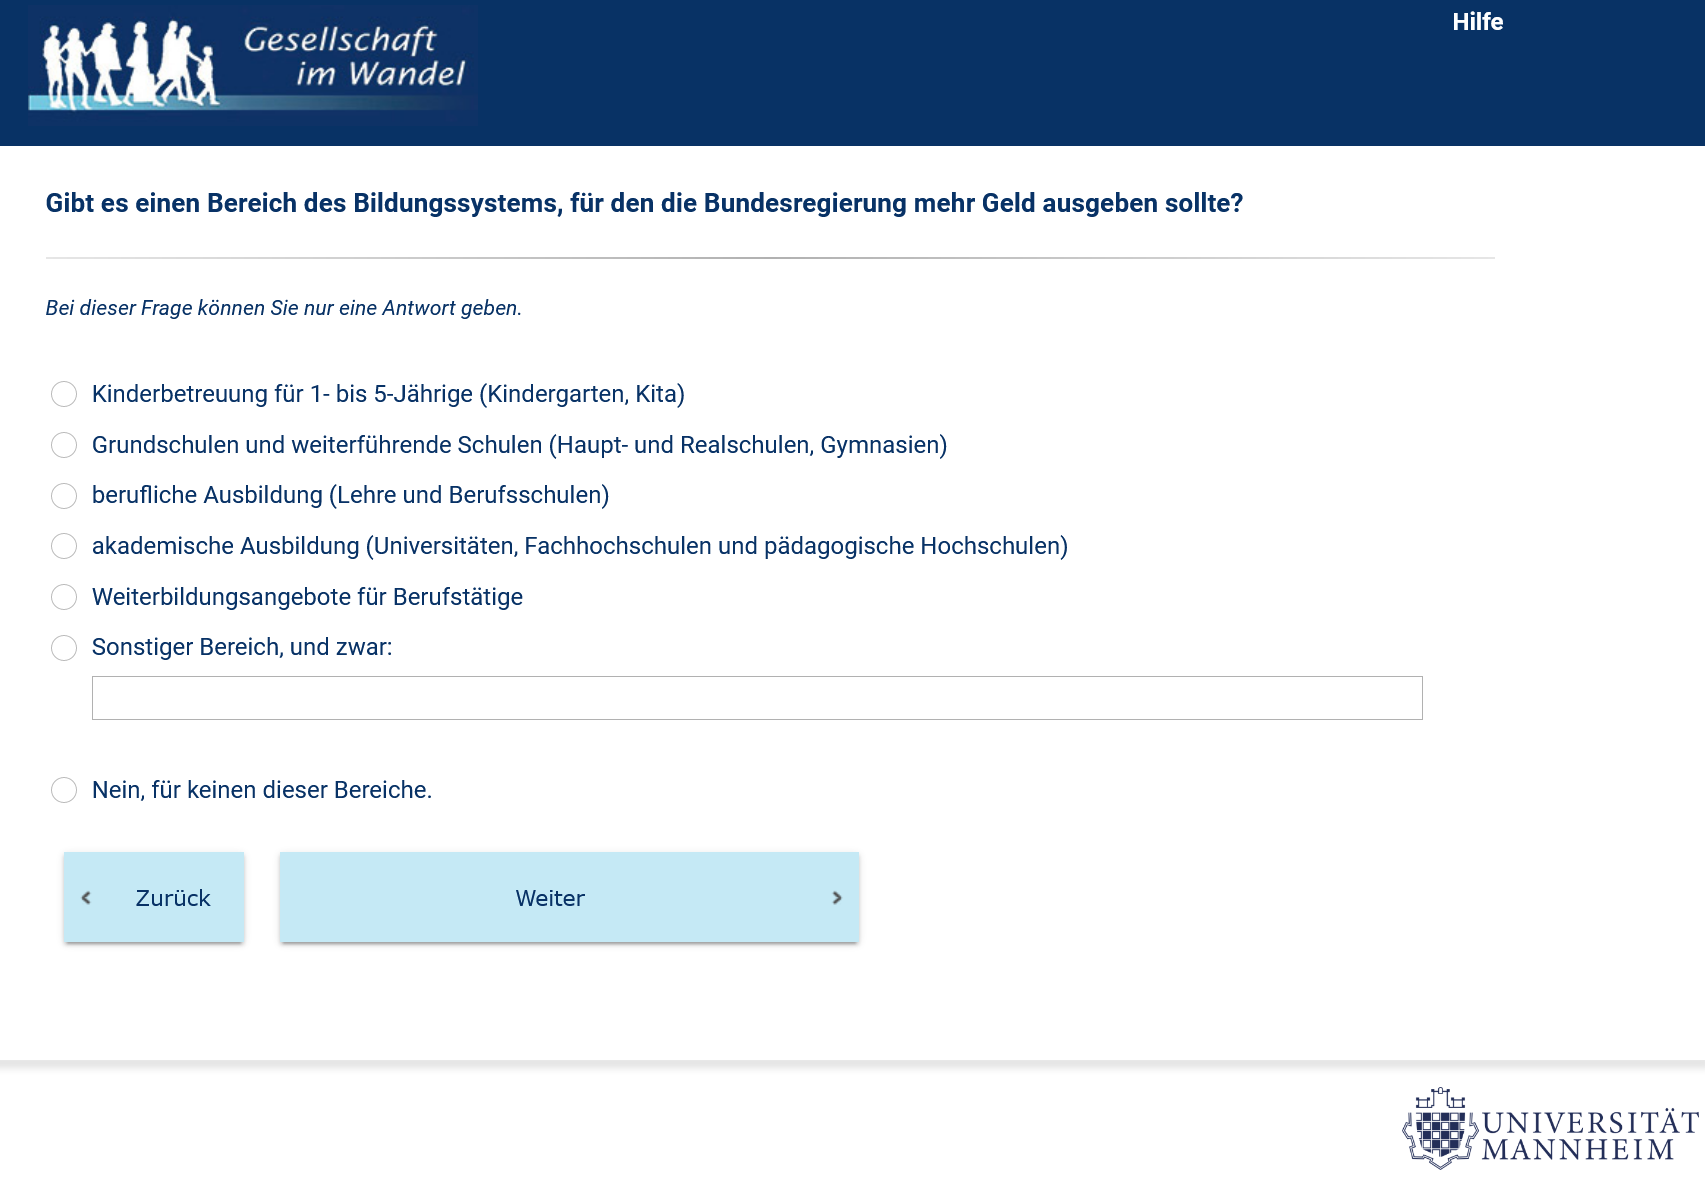 Gesellschaft
im Wandel
Hilfe
Gibt es einen Bereich des Bildungssystems, für den die Bundesregierung mehr Geld ausgeben sollte?
Bei dieser Frage können Sie nur eine Antwort geben.
Kinderbetreuung für 1- bis 5-Jährige (Kindergarten, Kita)
Grundschulen und weiterführende Schulen (Haupt- und Realschulen, Gymnasien)
berufliche Ausbildung (Lehre und Berufsschulen)
akademische Ausbildung (Universitäten, Fachhochschulen und pädagogische Hochschulen)
Weiterbildungsangebote für Berufstätige
Sonstiger Bereich, und zwar:
Nein, für keinen dieser Bereiche.
Zurück
Weiter
UNIVERSITÄT
MANNHEIM